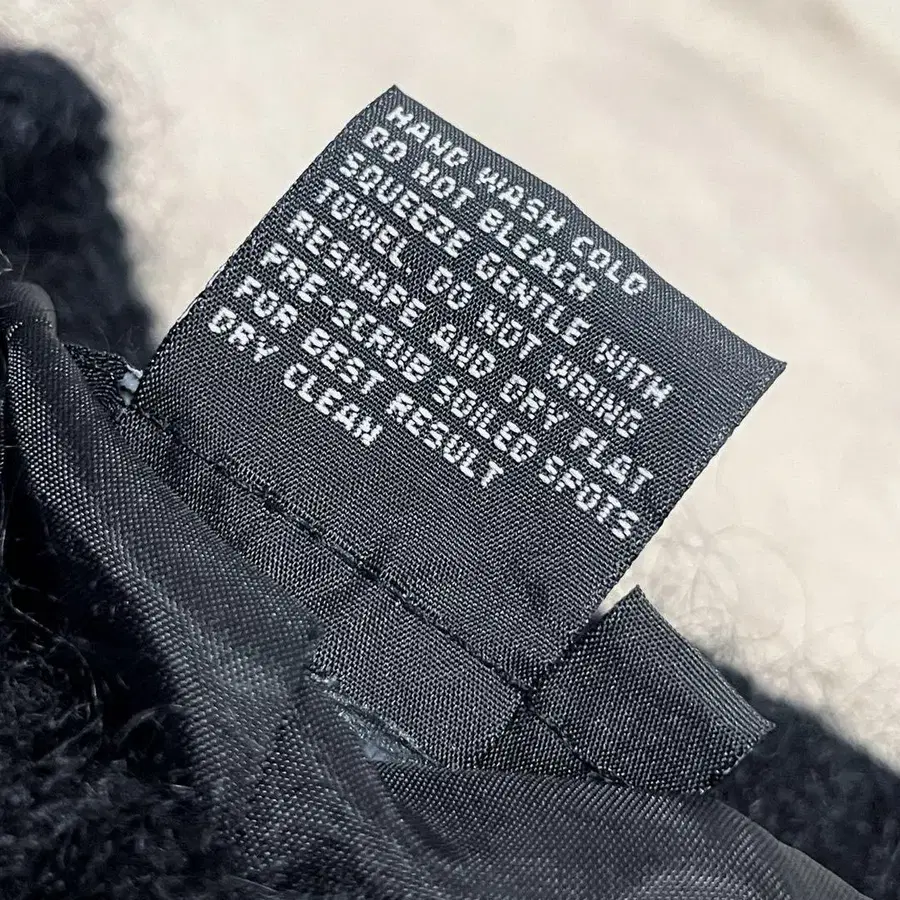 HAND WASH COLD
DO NOT BLEACH
SQUEEZE GENTLE WITH
TOWEL. DO NOT WRING
RESHAPE AND DRY FLAT
PRE-SCRUB SOILED SPOTS
FOR BEST RESULT
DRY CLEAN